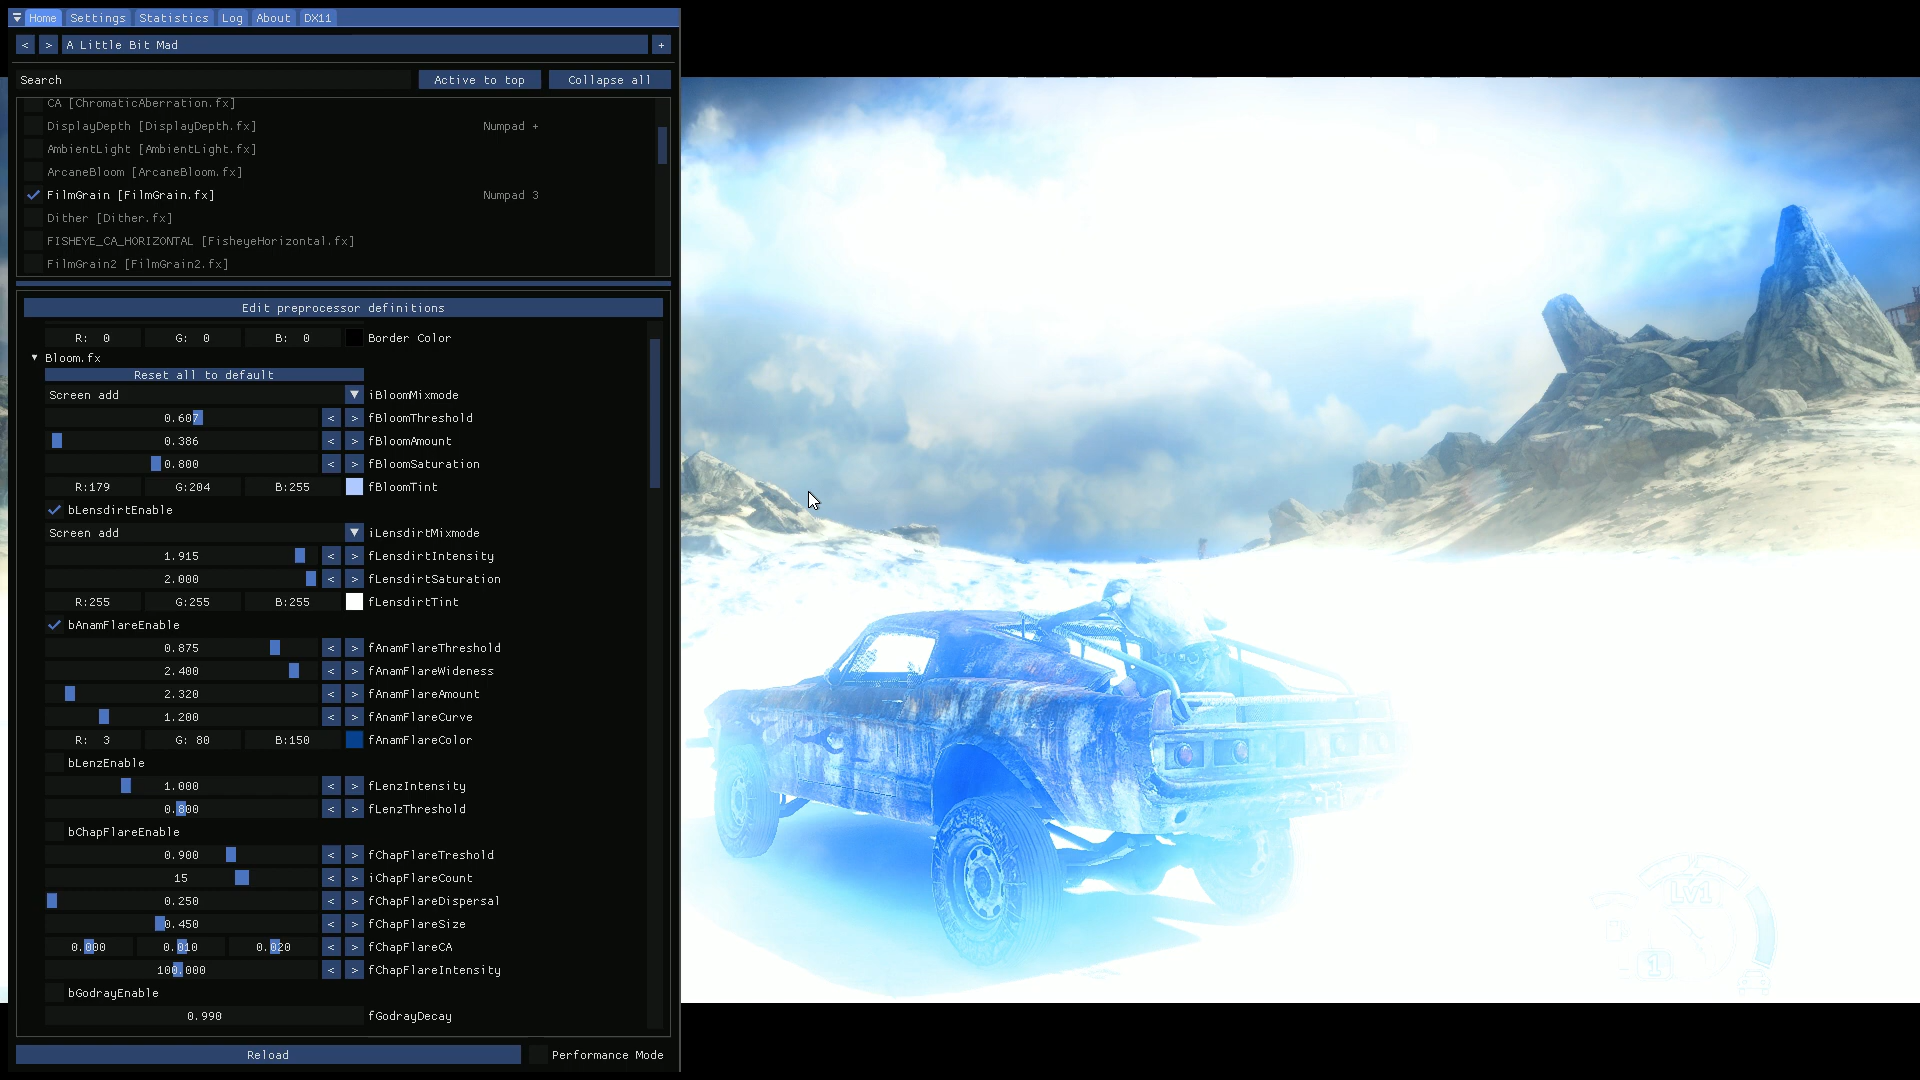 Home Settings Statistics Log About DX11
< > A Little Bit Mad +
Search Active to top Collapse all
CA [ChromaticAberration.fx]
DisplayDepth [DisplayDepth.fx] Numpad +
AmbientLight [AmbientLight.fx]
ArcaneBloom [ArcaneBloom.fx]
FilmGrain [FilmGrain.fx] Numpad 3
Dither [Dither.fx]
FISHEYE_CA_HORIZONTAL [FisheyeHorizontal.fx]
FilmGrain2 [FilmGrain2.fx]
Edit preprocessor definitions
R: 0 G: 0 B: 0 Border Color
Bloom.fx
Reset all to default
Screen add iBloomMixmode
0.607 < > fBloomThreshold
0.386 < > fBloomAmount
0.800 < > fBloomSaturation
R:179 G:204 B:255 fBloomTint
bLensdirtEnable
Screen add iLensdirtMixmode
1.915 < > fLensdirtIntensity
2.000 < > fLensdirtSaturation
R:255 G:255 B:255 fLensdirtTint
bAnamFlareEnable
0.875 < > fAnamFlareThreshold
2.400 < > fAnamFlareWideness
2.320 < > fAnamFlareAmount
1.200 < > fAnamFlareCurve
R: 3 G: 80 B:150 fAnamFlareColor
bLenzEnable
1.000 < > fLenzIntensity
0.800 < > fLenzThreshold
bChapFlareEnable
0.900 < > fChapFlareTreshold
15 < > iChapFlareCount
0.250 < > fChapFlareDispersal
0.450 < > fChapFlareSize
0.000 0.010 0.020 < > fChapFlareCA
100.000 < > fChapFlareIntensity
bGodrayEnable
0.990 fGodrayDecay
Reload Performance Mode
LV1
1